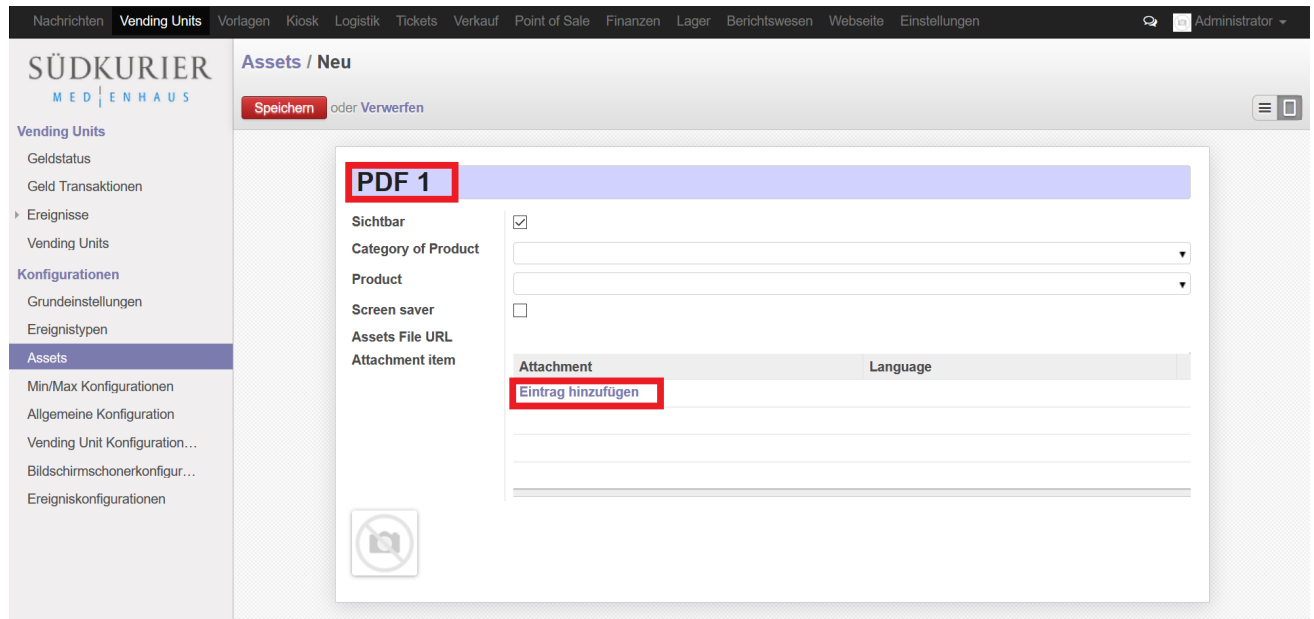 Nachrichten Vending Units Vorlagen Kiosk Logistik Tickets Verkauf Point of Sale Finanzen Lager Berichtswesen Webseite Einstellungen Administrator
SÜDKURIER
MEDIENHAUS
Vending Units
Geldstatus
Geld Transaktionen
Ereignisse
Vending Units
Konfigurationen
Grundeinstellungen
Ereignistypen
Assets
Min/Max Konfigurationen
Allgemeine Konfiguration
Vending Unit Konfiguration…
Bildschirmschonerkonfigur…
Ereigniskonfigurationen
Assets / Neu
Speichern oder Verwerfen
PDF 1
Sichtbar
Category of Product
Product
Screen saver
Assets File URL
Attachment item
Attachment Language
Eintrag hinzufügen